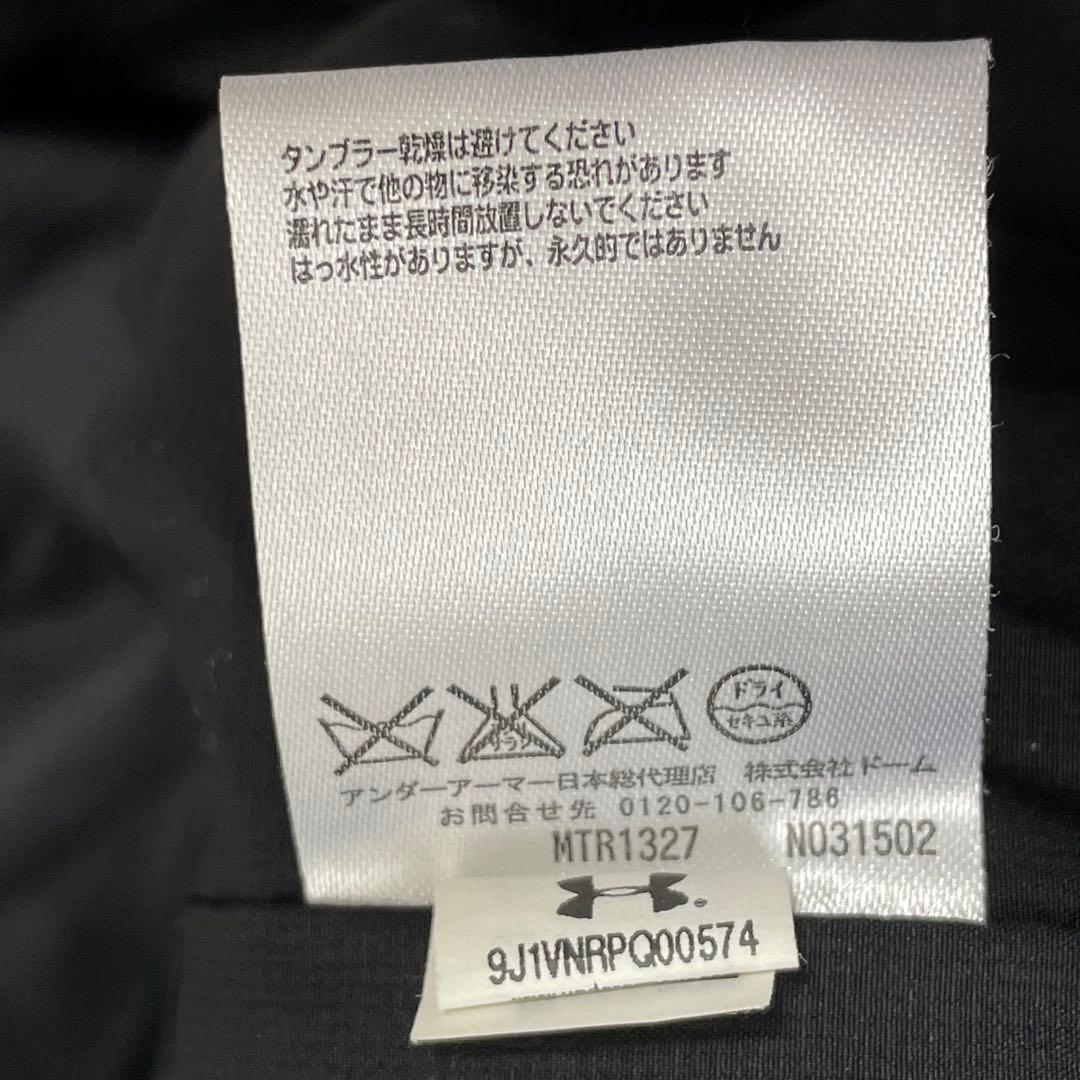 タンブラー乾燥は避けてください
水や汗で他の物に移染する恐れがあります
濡れたまま長時間放置しないでください
はっ水性がありますが、永久的ではありません
ドライ
セキユ系
アンダーアーマー日本総代理店 株式会社ドーム
お問合せ先 0120-106-786
MTR1327 N031502
9J1VNRPQ00574